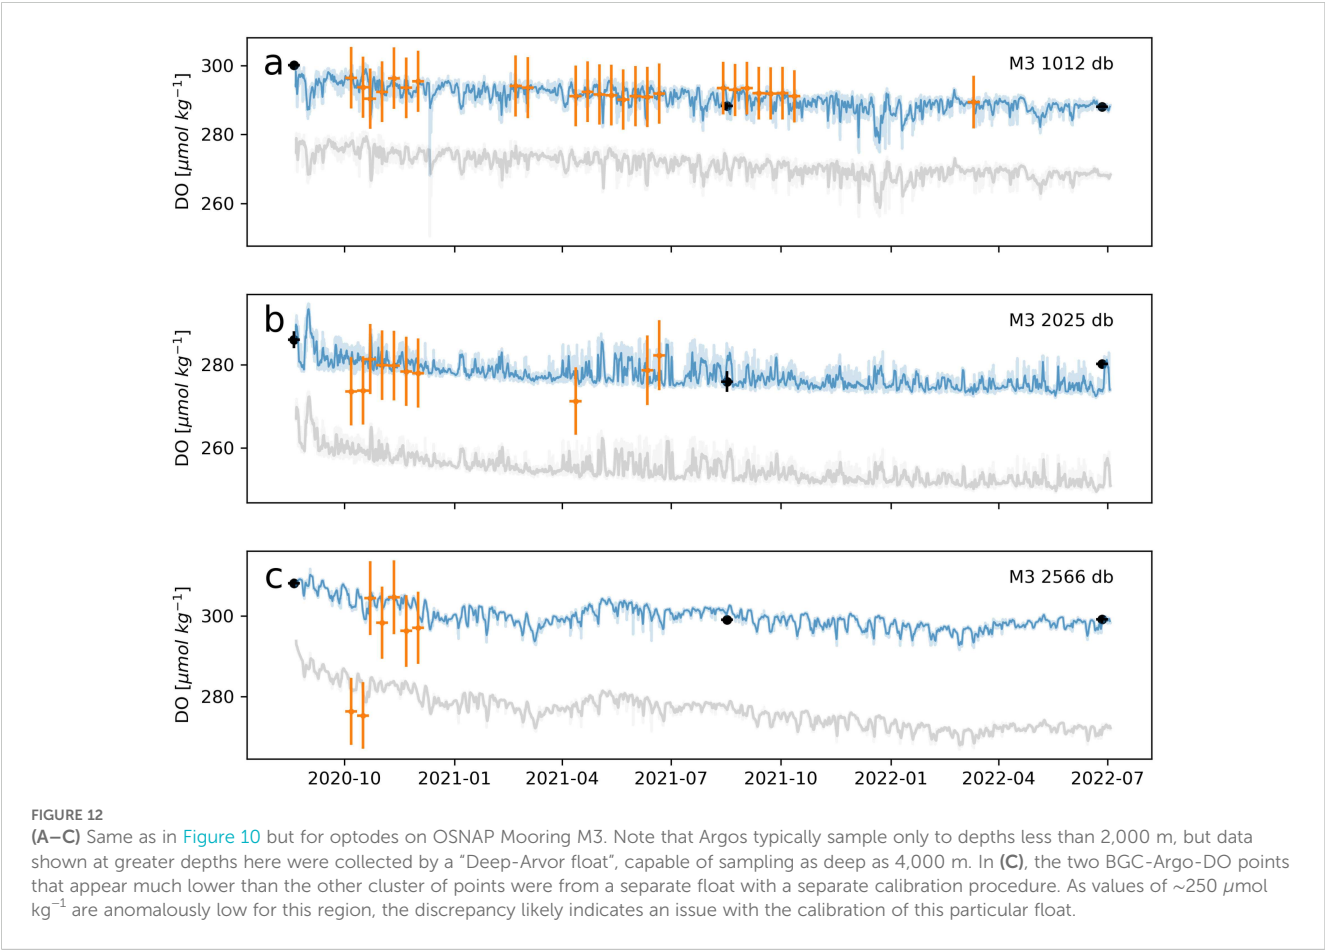 a
M3 1012 db
300
280
260
DO [μmol kg⁻¹]
b
M3 2025 db
280
260
DO [μmol kg⁻¹]
c
M3 2566 db
300
280
DO [μmol kg⁻¹]
2020-10 2021-01 2021-04 2021-07 2021-10 2022-01 2022-04 2022-07
FIGURE 12
(A–C) Same as in Figure 10 but for optodes on OSNAP Mooring M3. Note that Argos typically sample only to depths less than 2,000 m, but data
shown at greater depths here were collected by a “Deep-Arvor float”, capable of sampling as deep as 4,000 m. In (C), the two BGC-Argo-DO points
that appear much lower than the other cluster of points were from a separate float with a separate calibration procedure. As values of ~250 μmol
kg⁻¹ are anomalously low for this region, the discrepancy likely indicates an issue with the calibration of this particular float.